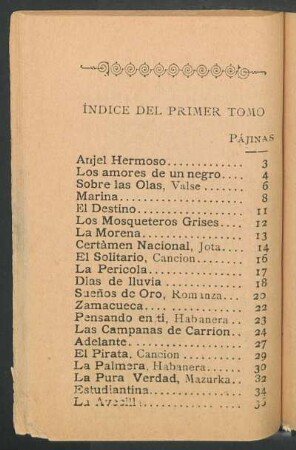 ÍNDICE DEL PRIMER TOMO
PÁJINAS
Anjel Hermoso............ 3
Los amores de un negro.... 4
Sobre las Olas, Valse....... 6
Marina.................... 8
El Destino................. 11
Los Mosqueteros Grises.... 12
La Morena................. 13
Certámen Nacional, Jota.... 14
El Solitario, Cancion....... 16
La Pericola................ 17
Dias de lluvia............. 18
Sueños de Oro, Romanza... 20
Zamacueca................ 22
Pensando en tí, Habanera.. 23
Las Campanas de Carrion.. 24
Adelante.................. 27
El Pirata, Cancion......... 29
La Palmera, Habanera..... 30
La Pura Verdad, Mazurka.. 32
Estudiantina............... 34
La